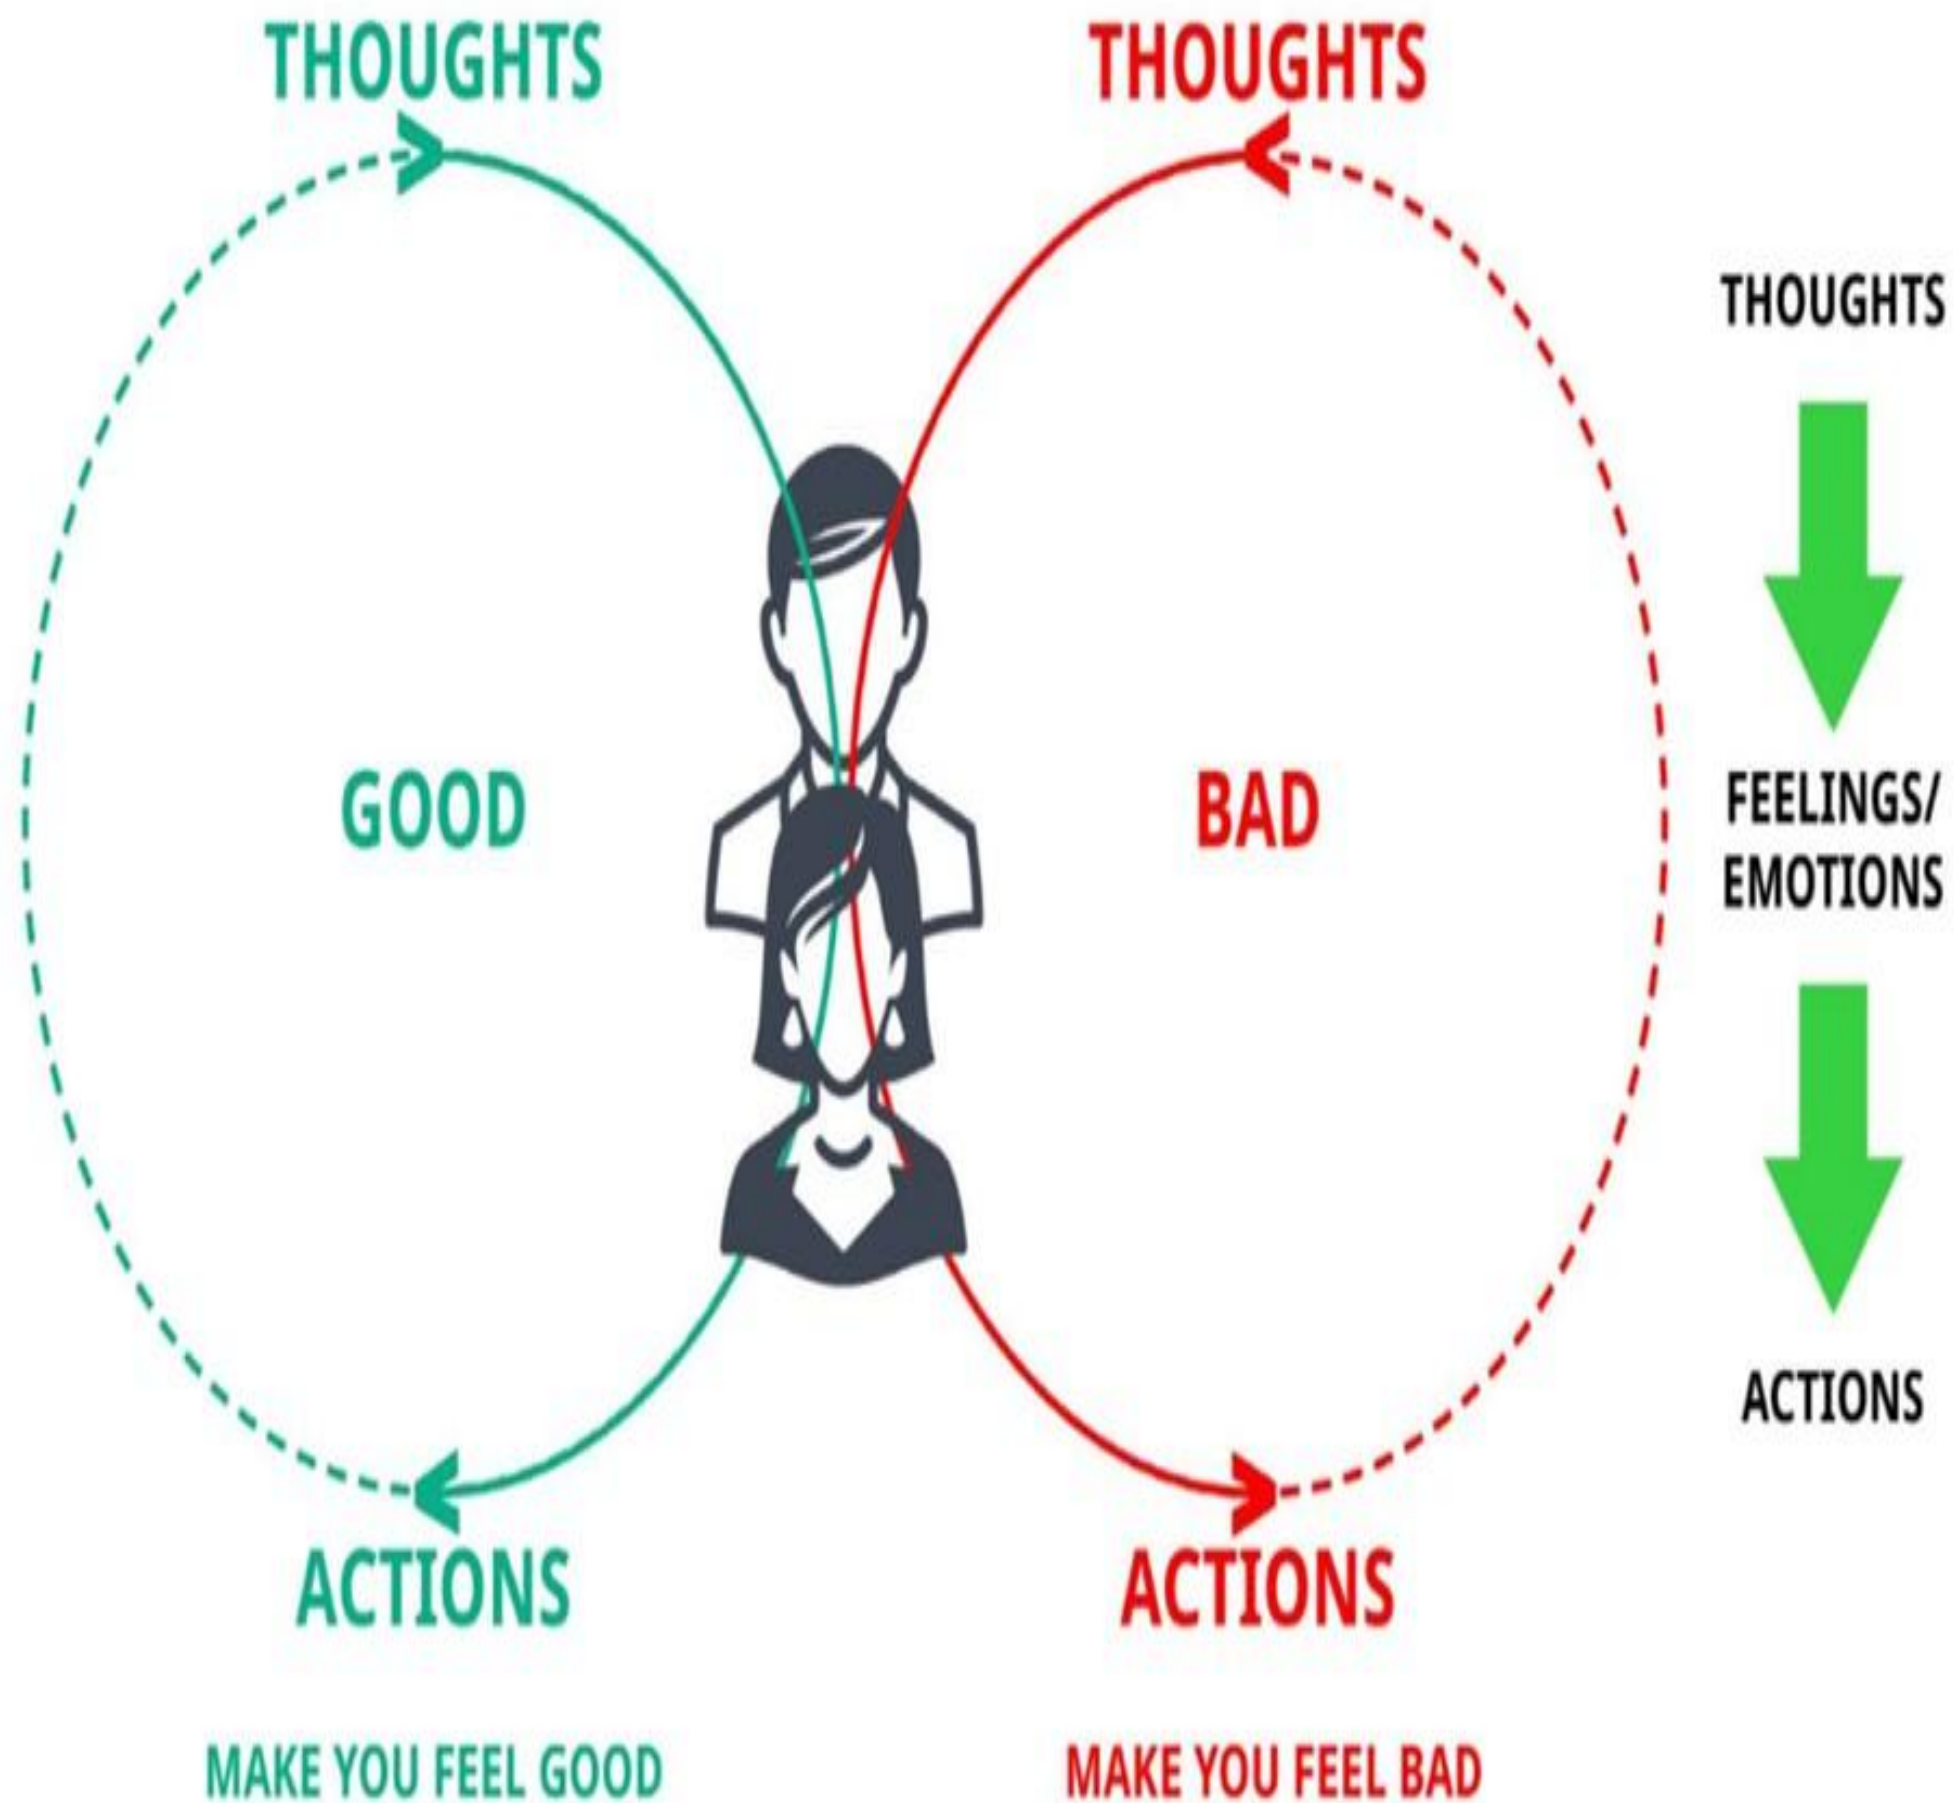 THOUGHTS
THOUGHTS
THOUGHTS
GOOD
BAD
FEELINGS/
EMOTIONS
ACTIONS
ACTIONS
ACTIONS
MAKE YOU FEEL GOOD
MAKE YOU FEEL BAD